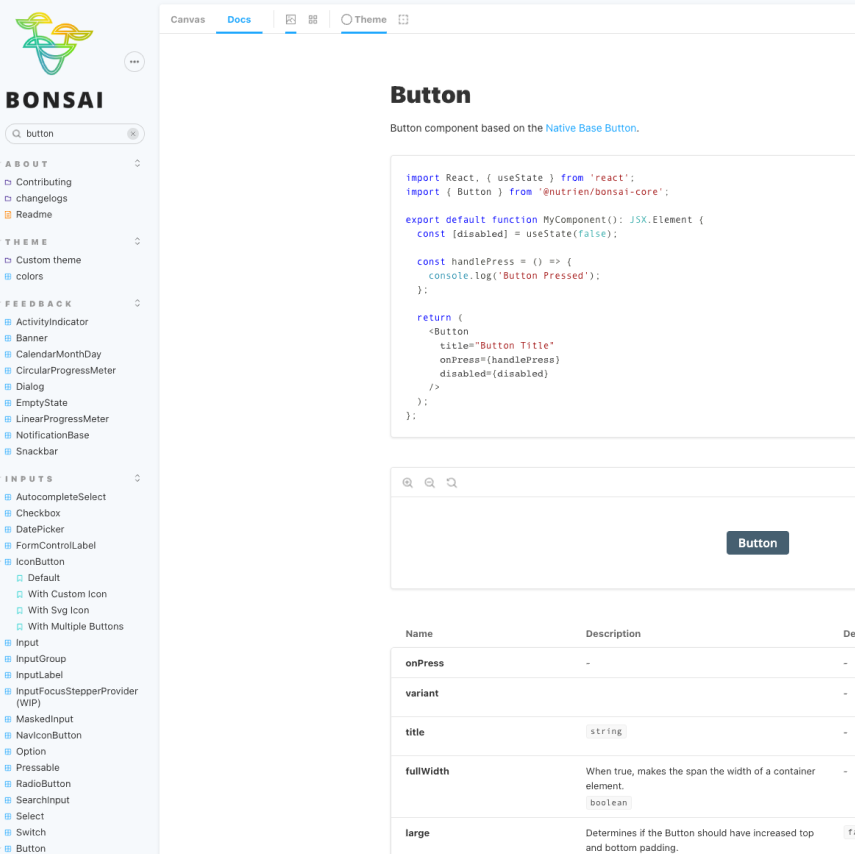 BONSAI
button
ABOUT
Contributing
changelogs
Readme
THEME
Custom theme
colors
FEEDBACK
ActivityIndicator
Banner
CalendarMonthDay
CircularProgressMeter
Dialog
EmptyState
LinearProgressMeter
NotificationBase
Snackbar
INPUTS
AutocompleteSelect
Checkbox
DatePicker
FormControlLabel
IconButton
Default
With Custom Icon
With Svg Icon
With Multiple Buttons
Input
InputGroup
InputLabel
InputFocusStepperProvider
(WIP)
MaskedInput
NavIconButton
Option
Pressable
RadioButton
SearchInput
Select
Switch
Button
Canvas Docs Theme
Button
Button component based on the Native Base Button.
import React, { useState } from 'react';
import { Button } from '@nutrien/bonsai-core';
export default function MyComponent(): JSX.Element {
const [disabled] = useState(false);
const handlePress = () => {
console.log('Button Pressed');
};
return (
<Button
title="Button Title"
onPress={handlePress}
disabled={disabled}
/>
);
};
Button
Name Description
onPress -  -
variant -
title string -
fullWidth When true, makes the span the width of a container -
element.
boolean
large Determines if the Button should have increased top
and bottom padding.